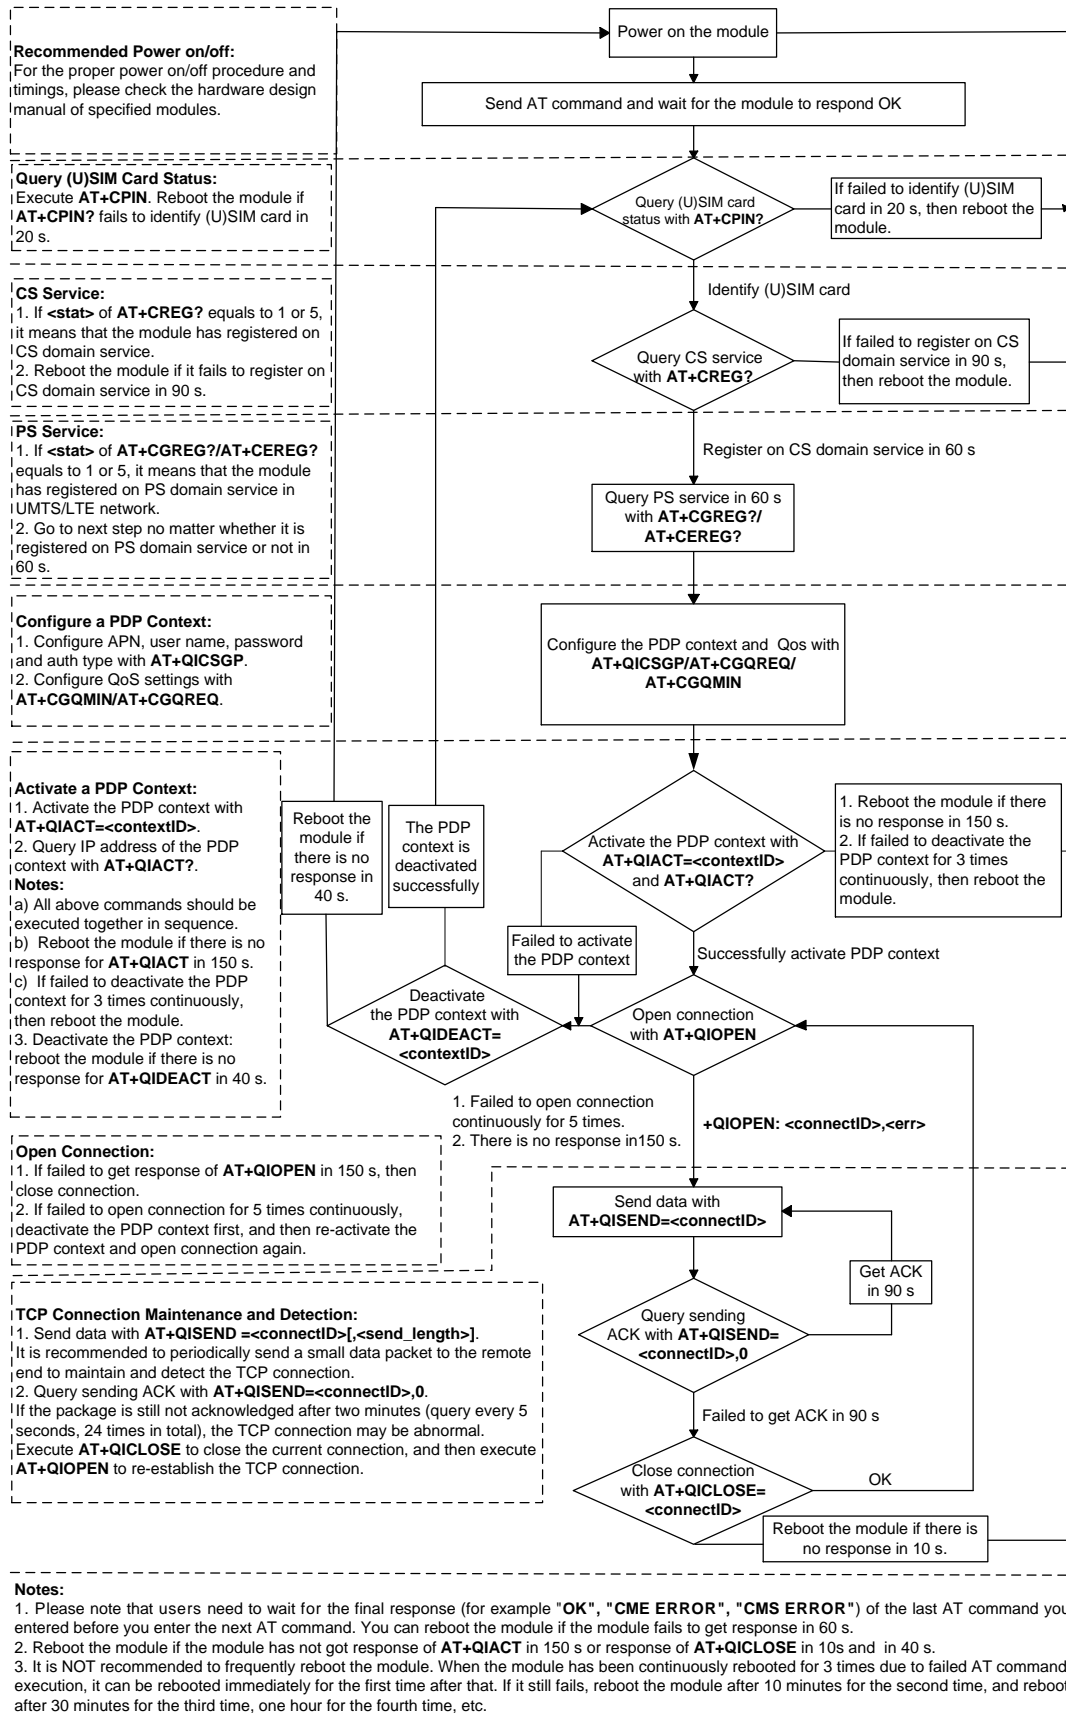 Power on the module
Recommended Power on/off:
For the proper power on/off procedure and
timings, please check the hardware design
manual of specified modules.
Send AT command and wait for the module to respond OK
Query (U)SIM Card Status:
Execute AT+CPIN. Reboot the module if
AT+CPIN? fails to identify (U)SIM card in
20 s.
Query (U)SIM card
status with AT+CPIN?
If failed to identify (U)SIM
card in 20 s, then reboot the
module.
Identify (U)SIM card
CS Service:
1. If <stat> of AT+CREG? equals to 1 or 5,
it means that the module has registered on
CS domain service.
2. Reboot the module if it fails to register on
CS domain service in 90 s.
Query CS service
with AT+CREG?
If failed to register on CS
domain service in 90 s,
then reboot the module.
Register on CS domain service in 60 s
PS Service:
1. If <stat> of AT+CGREG?/AT+CEREG?
equals to 1 or 5, it means that the module
has registered on PS domain service in
UMTS/LTE network.
2. Go to next step no matter whether it is
registered on PS domain service or not in
60 s.
Query PS service in 60 s
with AT+CGREG?/
AT+CEREG?
Configure a PDP Context:
1. Configure APN, user name, password
and auth type with AT+QICSGP.
2. Configure QoS settings with
AT+CGQMIN/AT+CGQREQ.
Configure the PDP context and Qos with
AT+QICSGP/AT+CGQREQ/
AT+CGQMIN
Activate a PDP Context:
1. Activate the PDP context with
AT+QIACT=<contextID>.
2. Query IP address of the PDP
context with AT+QIACT?.
Notes:
a) All above commands should be
executed together in sequence.
b) Reboot the module if there is no
response for AT+QIACT in 150 s.
c) If failed to deactivate the PDP
context for 3 times continuously,
then reboot the module.
3. Deactivate the PDP context:
reboot the module if there is no
response for AT+QIDEACT in 40 s.
Reboot the
module if
there is no
response in
40 s.
The PDP
context is
deactivated
successfully
Activate the PDP context with
AT+QIACT=<contextID>
and AT+QIACT?
1. Reboot the module if there
is no response in 150 s.
2. If failed to deactivate the
PDP context for 3 times
continuously, then reboot the
module.
Failed to activate
the PDP context
Successfully activate PDP context
Deactivate
the PDP context with
AT+QIDEACT=
<contextID>
Open connection
with AT+QIOPEN
1. Failed to open connection
continuously for 5 times.
2. There is no response in150 s.
+QIOPEN: <connectID>,<err>
Open Connection:
1. If failed to get response of AT+QIOPEN in 150 s, then
close connection.
2. If failed to open connection for 5 times continuously,
deactivate the PDP context first, and then re-activate the
PDP context and open connection again.
Send data with
AT+QISEND=<connectID>
Get ACK
in 90 s
TCP Connection Maintenance and Detection:
1. Send data with AT+QISEND =<connectID>[,<send_length>].
It is recommended to periodically send a small data packet to the remote
end to maintain and detect the TCP connection.
2. Query sending ACK with AT+QISEND=<connectID>,0.
If the package is still not acknowledged after two minutes (query every 5
seconds, 24 times in total), the TCP connection may be abnormal.
Execute AT+QICLOSE to close the current connection, and then execute
AT+QIOPEN to re-establish the TCP connection.
Query sending
ACK with AT+QISEND=
<connectID>,0
Failed to get ACK in 90 s
Close connection
with AT+QICLOSE=
<connectID>
OK
Reboot the module if there is
no response in 10 s.
Notes:
1. Please note that users need to wait for the final response (for example "OK", "CME ERROR", "CMS ERROR") of the last AT command you
entered before you enter the next AT command. You can reboot the module if the module fails to get response in 60 s.
2. Reboot the module if the module has not got response of AT+QIACT in 150 s or response of AT+QICLOSE in 10s and in 40 s.
3. It is NOT recommended to frequently reboot the module. When the module has been continuously rebooted for 3 times due to failed AT command
execution, it can be rebooted immediately for the first time after that. If it still fails, reboot the module after 10 minutes for the second time, and reboot
after 30 minutes for the third time, one hour for the fourth time, etc.